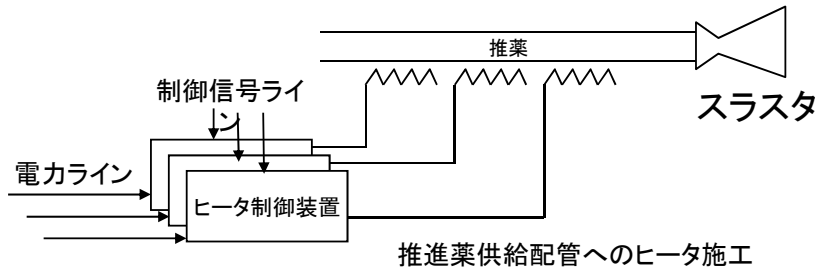 推薬
制御信号ライ
ン
スラスタ
電力ライン
ヒータ制御装置
推進薬供給配管へのヒータ施工